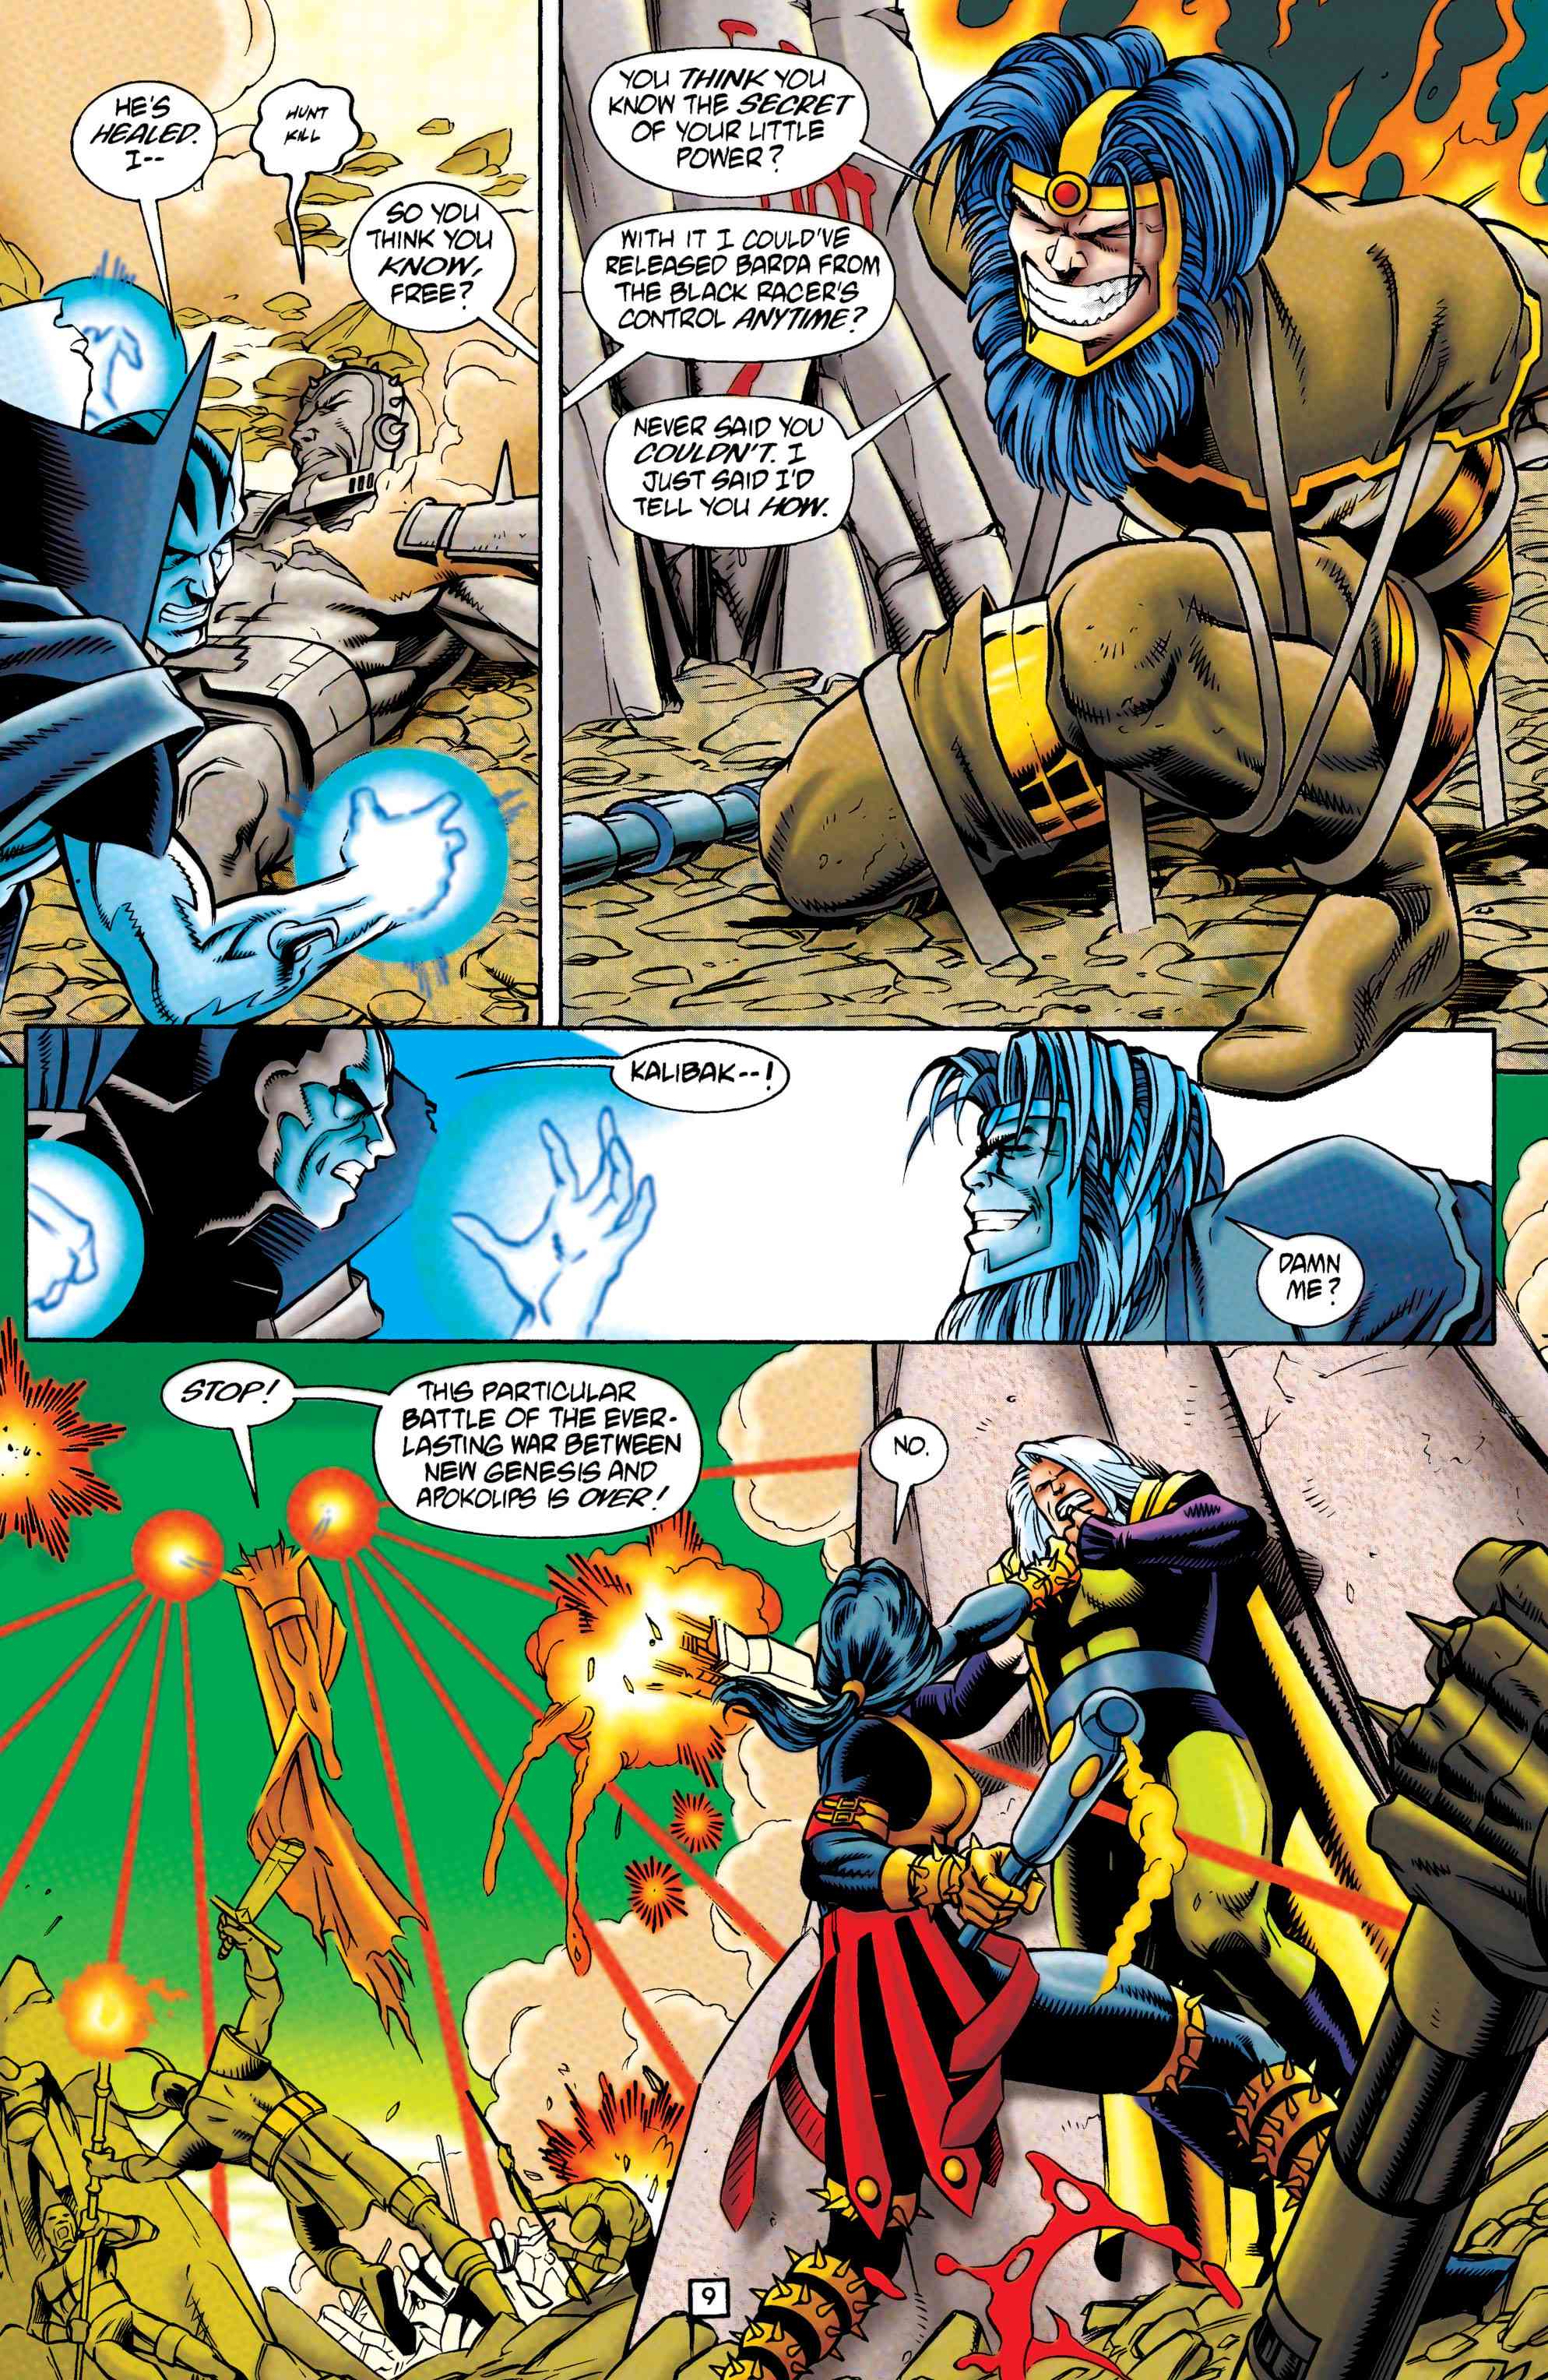 HE'S
HEALED.
I--
HUNT
KILL
SO YOU
THINK YOU
KNOW,
FREE?
YOU THINK YOU
KNOW THE SECRET
OF YOUR LITTLE
POWER?
WITH IT I COULD'VE
RELEASED BARDA FROM
THE BLACK RACER'S
CONTROL ANYTIME?
NEVER SAID YOU
COULDN'T. I
JUST SAID I'D
TELL YOU HOW.
KALIBAK--!
DAMN
ME?
STOP!
THIS PARTICULAR
BATTLE OF THE EVER-
LASTING WAR BETWEEN
NEW GENESIS AND
APOKOLIPS IS OVER!
NO.
9